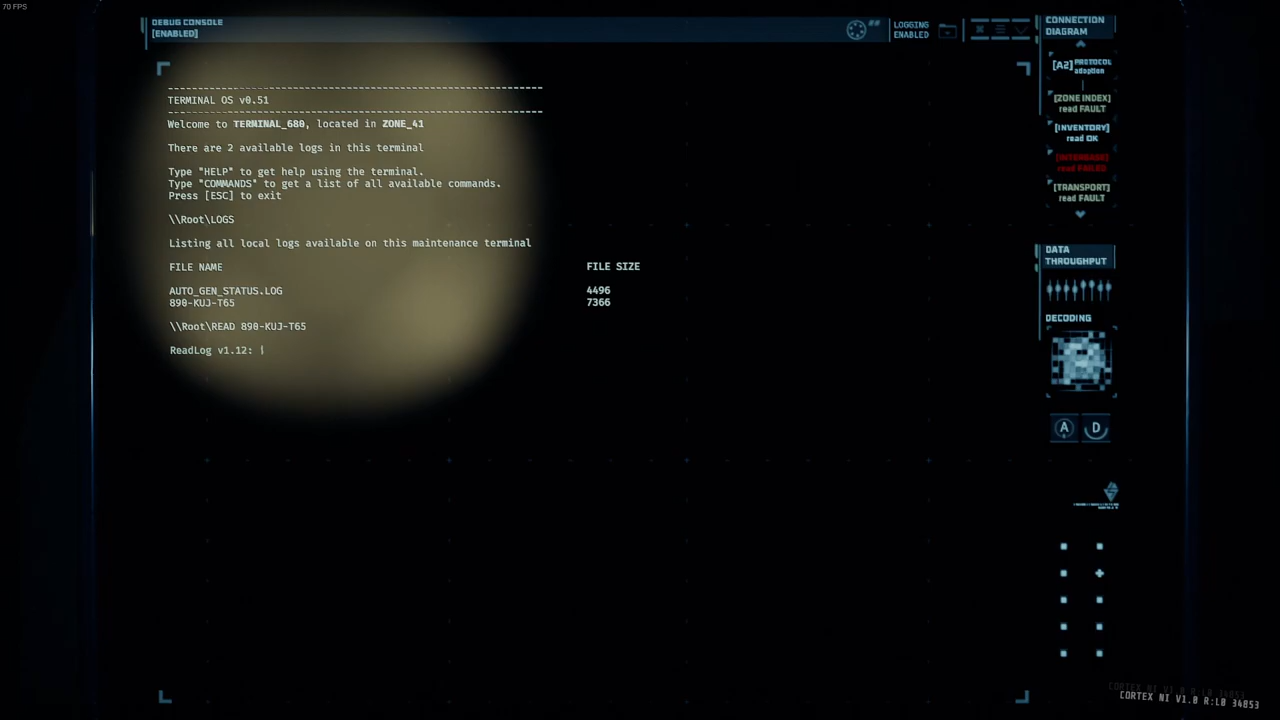 70 FPS
DEBUG CONSOLE
[ENABLED]
LOGGING
ENABLED
CONNECTION
DIAGRAM
[A2] PROTOCOL
adoption
[ZONE INDEX]
read FAULT
[INVENTORY]
read OK
read FAILED
[TRANSPORT]
read FAULT
DATA
THROUGHPUT
DECODING
A D
--------------------------------------------------------------
TERMINAL OS v0.51
--------------------------------------------------------------
Welcome to TERMINAL_680, located in ZONE_41
There are 2 available logs in this terminal
Type "HELP" to get help using the terminal.
Type "COMMANDS" to get a list of all available commands.
Press [ESC] to exit
\\Root\LOGS
Listing all local logs available on this maintenance terminal
FILE NAME FILE SIZE
AUTO_GEN_STATUS.LOG 4496
890-KUJ-T65 7366
\\Root\READ 890-KUJ-T65
ReadLog v1.12: |
CORTEX NI V1.0 R:L0 34853